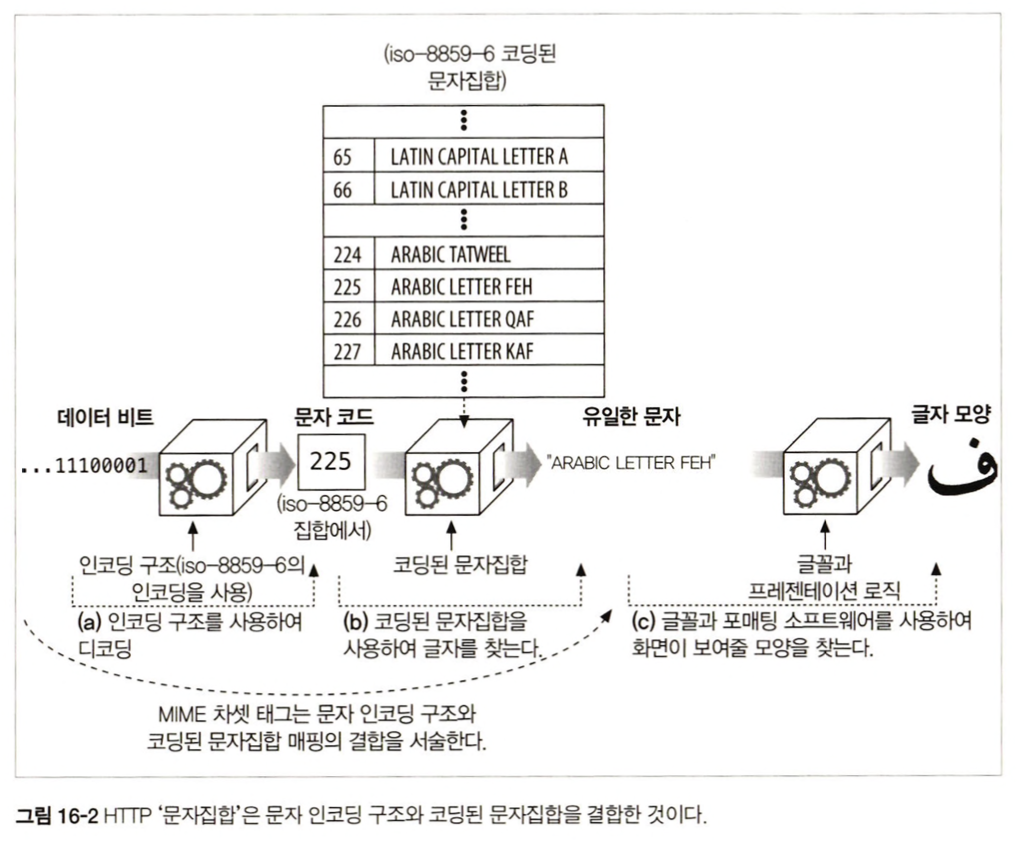 (iso-8859-6 코딩된
문자집합)
65 LATIN CAPITAL LETTER A
66 LATIN CAPITAL LETTER B
224 ARABIC TATWEEL
225 ARABIC LETTER FEH
226 ARABIC LETTER QAF
227 ARABIC LETTER KAF
데이터 비트 문자 코드 유일한 문자 글자 모양
...11100001 225 "ARABIC LETTER FEH" ف
(iso-8859-6
집합에서)
인코딩 구조(iso-8859-6의
인코딩을 사용)
코딩된 문자집합
글꼴과
프레젠테이션 로직
(a) 인코딩 구조를 사용하여
디코딩
(b) 코딩된 문자집합을
사용하여 글자를 찾는다.
(c) 글꼴과 포매팅 소프트웨어를 사용하여
화면이 보여줄 모양을 찾는다.
MIME 차셋 태그는 문자 인코딩 구조와
코딩된 문자집합 매핑의 결합을 서술한다.
그림 16-2 HTTP ‘문자집합’은 문자 인코딩 구조와 코딩된 문자집합을 결합한 것이다.